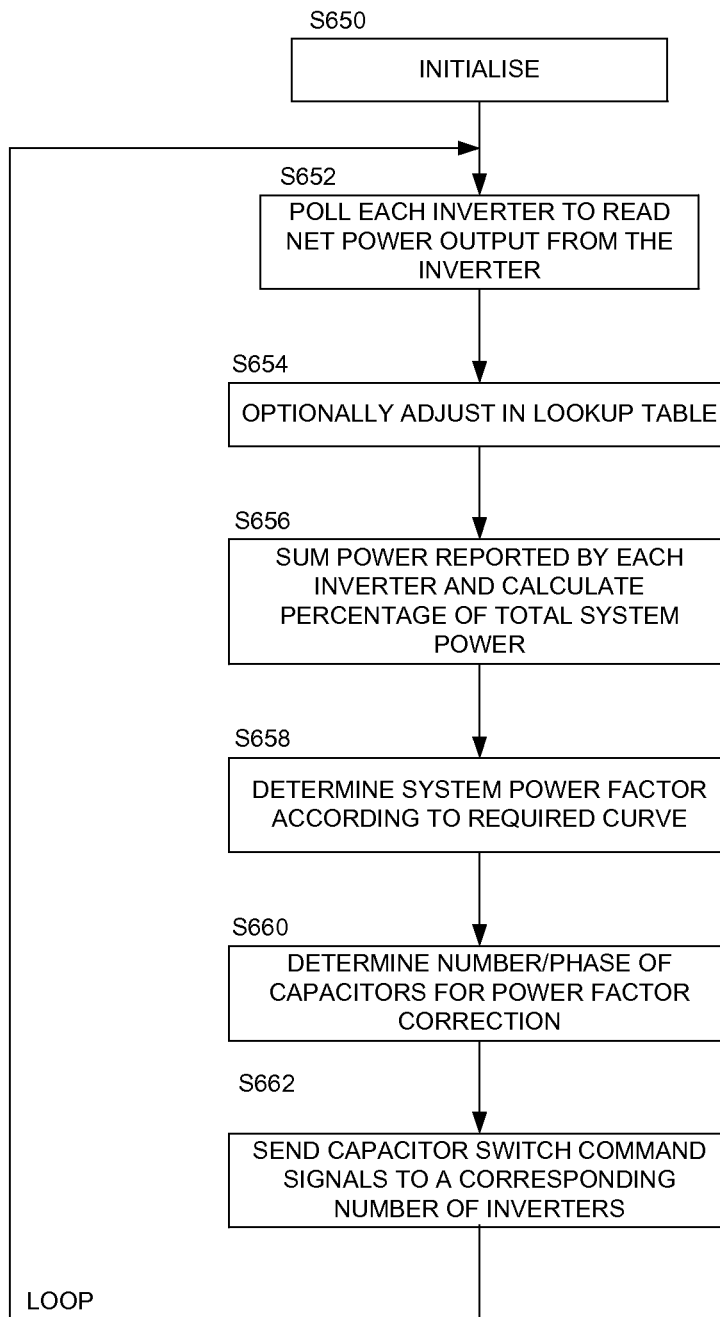 S650
INITIALISE
S652
POLL EACH INVERTER TO READ
NET POWER OUTPUT FROM THE
INVERTER
S654
OPTIONALLY ADJUST IN LOOKUP TABLE
S656
SUM POWER REPORTED BY EACH
INVERTER AND CALCULATE
PERCENTAGE OF TOTAL SYSTEM
POWER
S658
DETERMINE SYSTEM POWER FACTOR
ACCORDING TO REQUIRED CURVE
S660
DETERMINE NUMBER/PHASE OF
CAPACITORS FOR POWER FACTOR
CORRECTION
S662
SEND CAPACITOR SWITCH COMMAND
SIGNALS TO A CORRESPONDING
NUMBER OF INVERTERS
LOOP